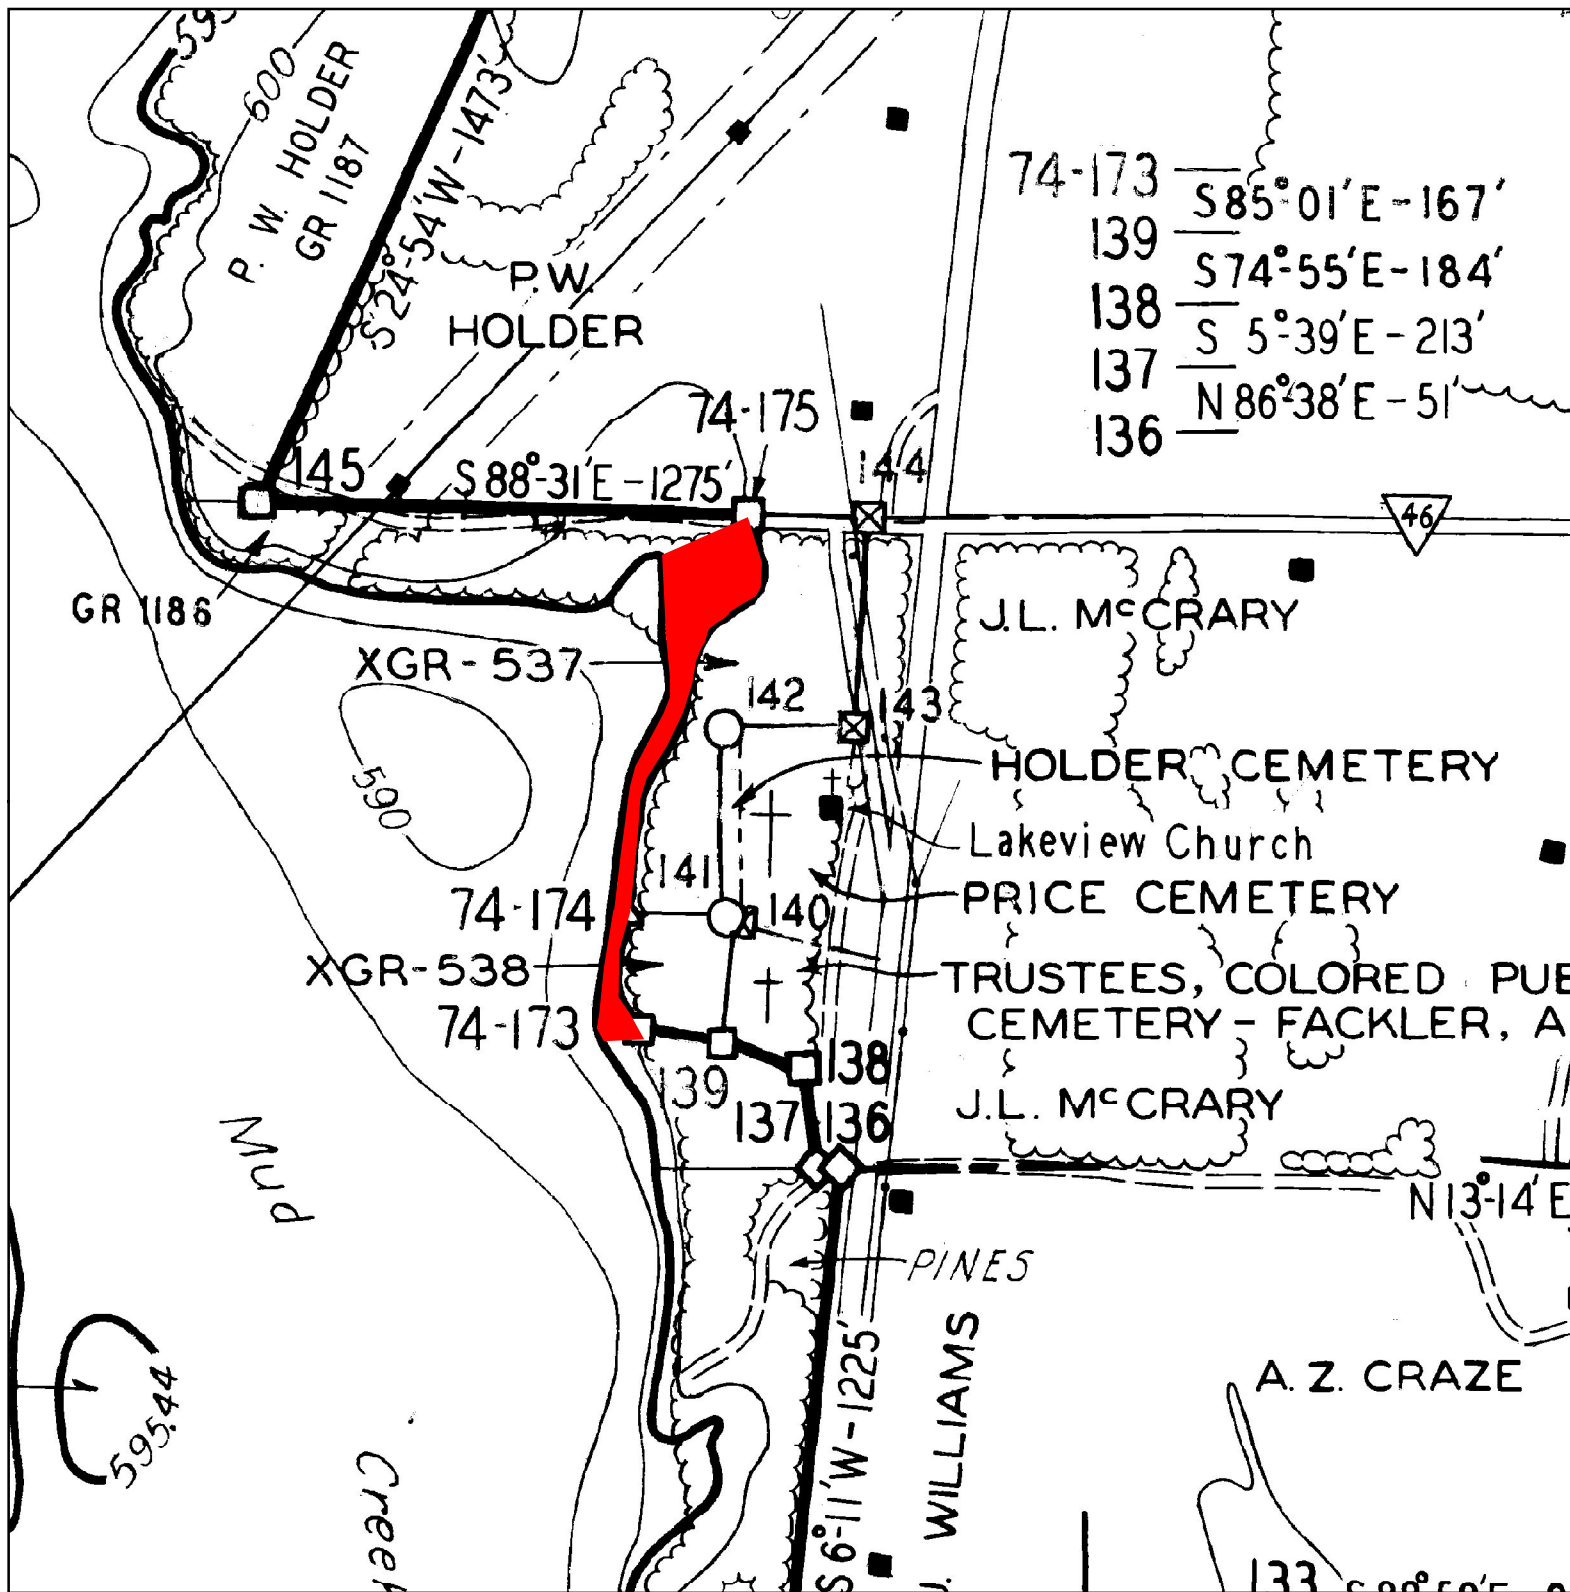 600
P. W. HOLDER
GR 1187
S 24°-54'W-1473'
P.W.
HOLDER
74-173
S85°-01'E-167'
139
S74°-55'E-184'
138
S 5°-39'E-213'
137
N86°-38'E-51'
136
74-175
144
145
S88°-31'E-1275'
46
GR 1186
J.L. McCRARY
XGR-537
142
143
590
HOLDER CEMETERY
Lakeview Church
141
PRICE CEMETERY
74-174
140
XGR-538
TRUSTEES, COLORED PUB
74-173
CEMETERY - FACKLER, A
138
139
J.L. McCRARY
137
136
Mud
N13°-14'E
PINES
A. Z. CRAZE
595.44
S6°-11'W-1225'
J. WILLIAMS
Creek
133